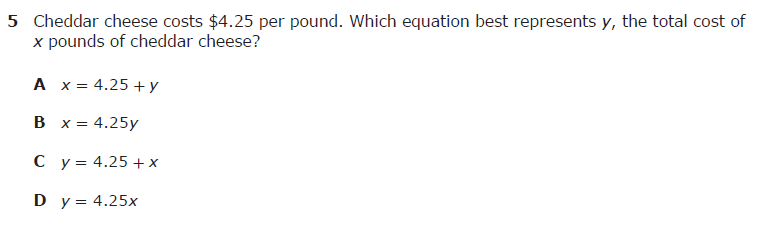 5 Cheddar cheese costs $4.25 per pound. Which equation best represents y, the total cost of
x pounds of cheddar cheese?
A x = 4.25 + y
B x = 4.25y
C y = 4.25 + x
D y = 4.25x